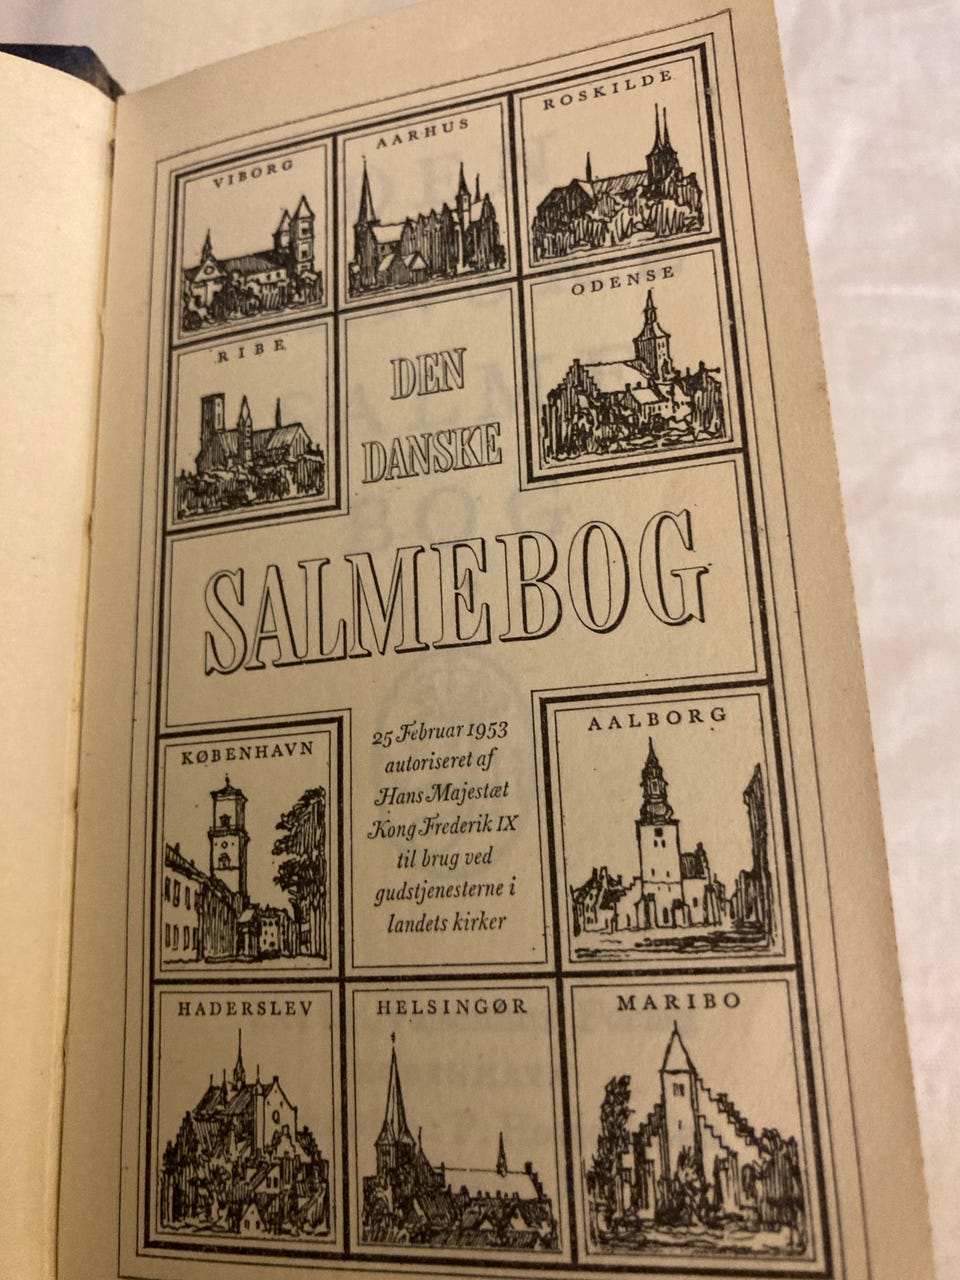 VIBORG
AARHUS
ROSKILDE
RIBE
ODENSE
DEN
DANSKE
SALMEBOG
KØBENHAVN
25 Februar 1953
autoriseret af
Hans Majestæt
Kong Frederik IX
til brug ved
gudstjenesterne i
landets kirker
AALBORG
HADERSLEV
HELSINGØR
MARIBO